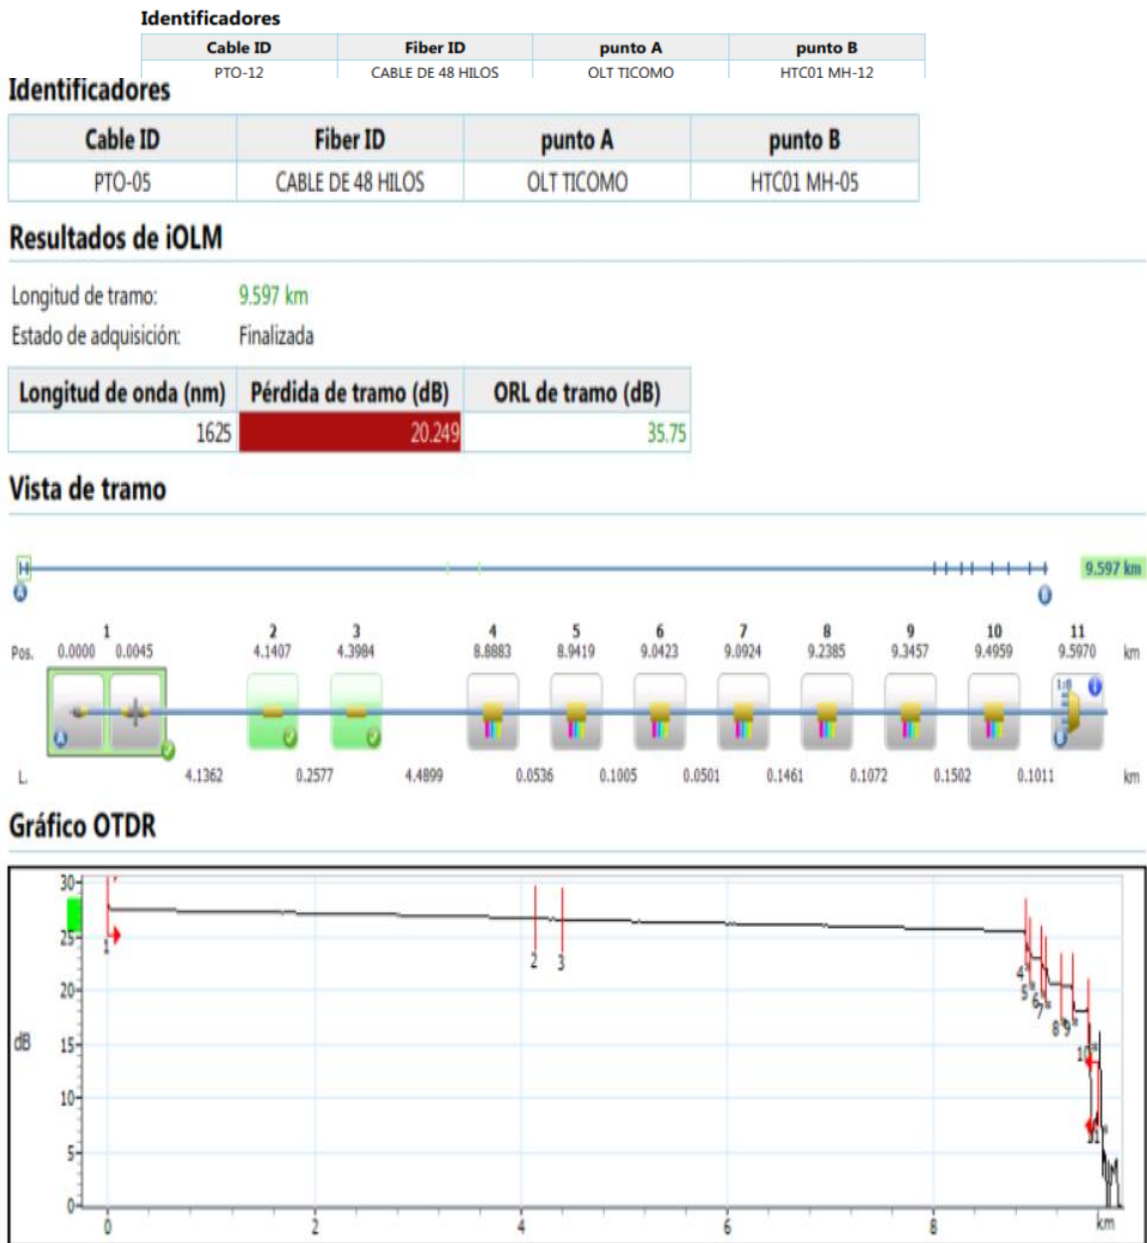 Identificadores
Cable ID Fiber ID punto A punto B
PTO-12 CABLE DE 48 HILOS OLT TICOMO HTC01 MH-12
Identificadores
Cable ID Fiber ID punto A punto B
PTO-05 CABLE DE 48 HILOS OLT TICOMO HTC01 MH-05
Resultados de iOLM
Longitud de tramo: 9.597 km
Estado de adquisición: Finalizada
Longitud de onda (nm) Pérdida de tramo (dB) ORL de tramo (dB)
1625 20.249 35.75
Vista de tramo
H 9.597 km
A B
1 2 3 4 5 6 7 8 9 10 11
Pos. 0.0000 0.0045 4.1407 4.3984 8.8883 8.9419 9.0423 9.0924 9.2385 9.3457 9.4959 9.5970 km
1:8 i
A B
L. 4.1362 0.2577 4.4899 0.0536 0.1005 0.0501 0.1461 0.1072 0.1502 0.1011 km
Gráfico OTDR
30
25
20
dB 15
10
5
0
1 2 3 4 5 6 7 8 9 10
0 2 4 6 8 km